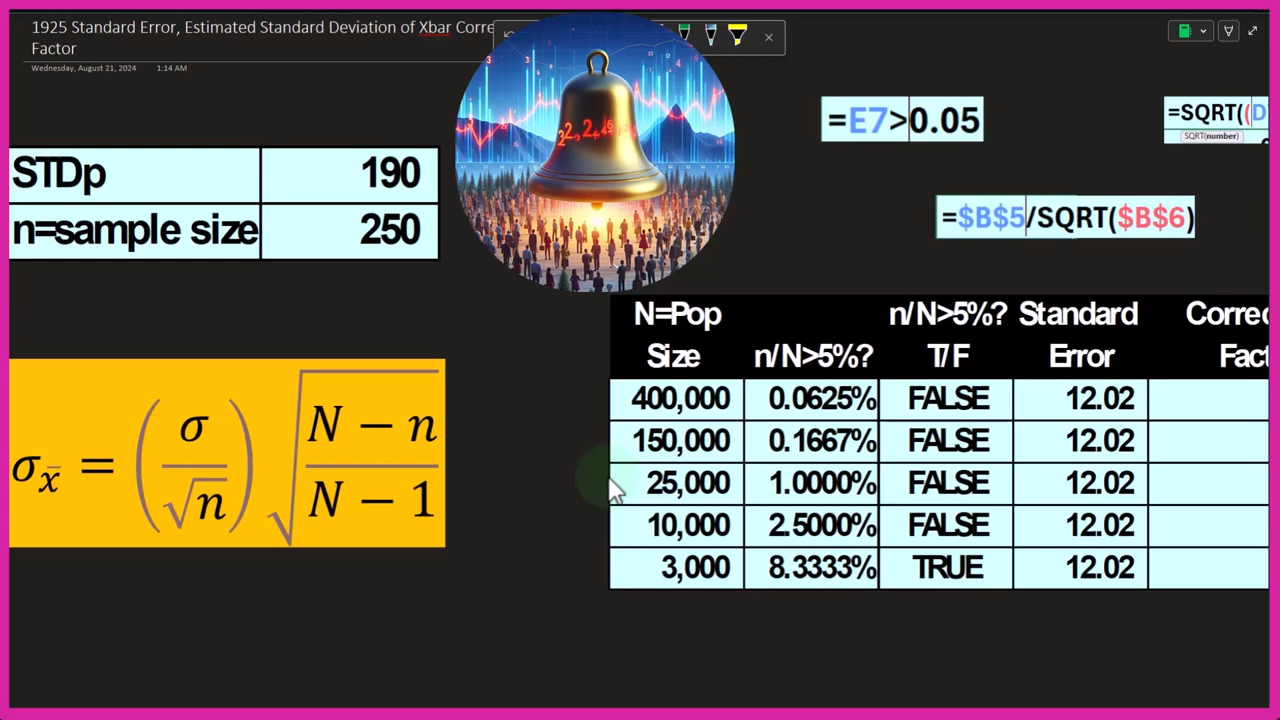 1925 Standard Error, Estimated Standard Deviation of Xbar Corre
Factor
Wednesday, August 21, 2024 1:14 AM
STDp 190
n=sample size 250
=E7>0.05
=SQRT((D
SQRT(number)
=$B$5/SQRT($B$6)
σx̄ = (σ/√n) √((N − n)/(N − 1))
N=Pop n/N>5%? Standard Correc
Size n/N>5%? T/F Error Fact
400,000 0.0625% FALSE 12.02
150,000 0.1667% FALSE 12.02
25,000 1.0000% FALSE 12.02
10,000 2.5000% FALSE 12.02
3,000 8.3333% TRUE 12.02